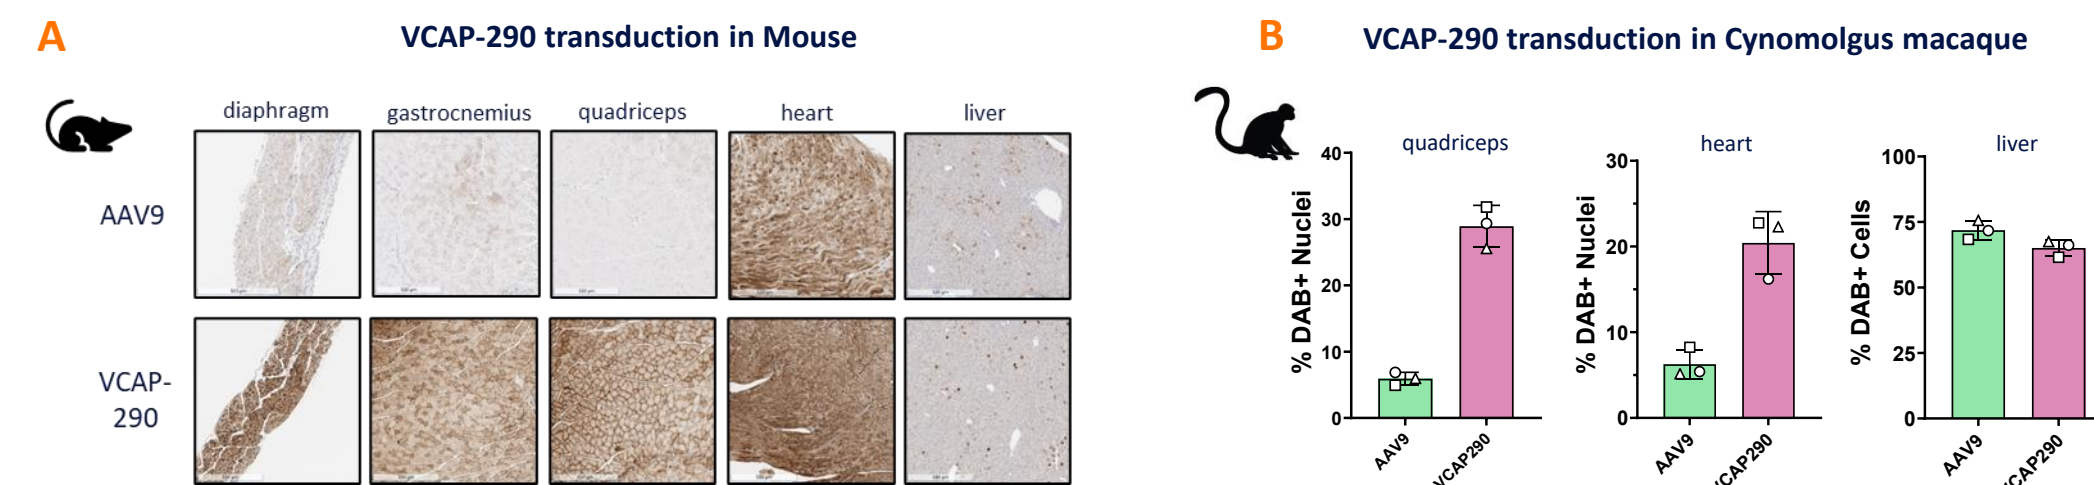 A
VCAP-290 transduction in Mouse
diaphragm
gastrocnemius
quadriceps
heart
liver
AAV9
VCAP-
290
B
VCAP-290 transduction in Cynomolgus macaque
quadriceps
% DAB+ Nuclei
40
30
20
10
0
AAV9
VCAP290
heart
% DAB+ Nuclei
30
20
10
0
AAV9
VCAP290
liver
% DAB+ Cells
100
75
50
25
0
AAV9
VCAP290